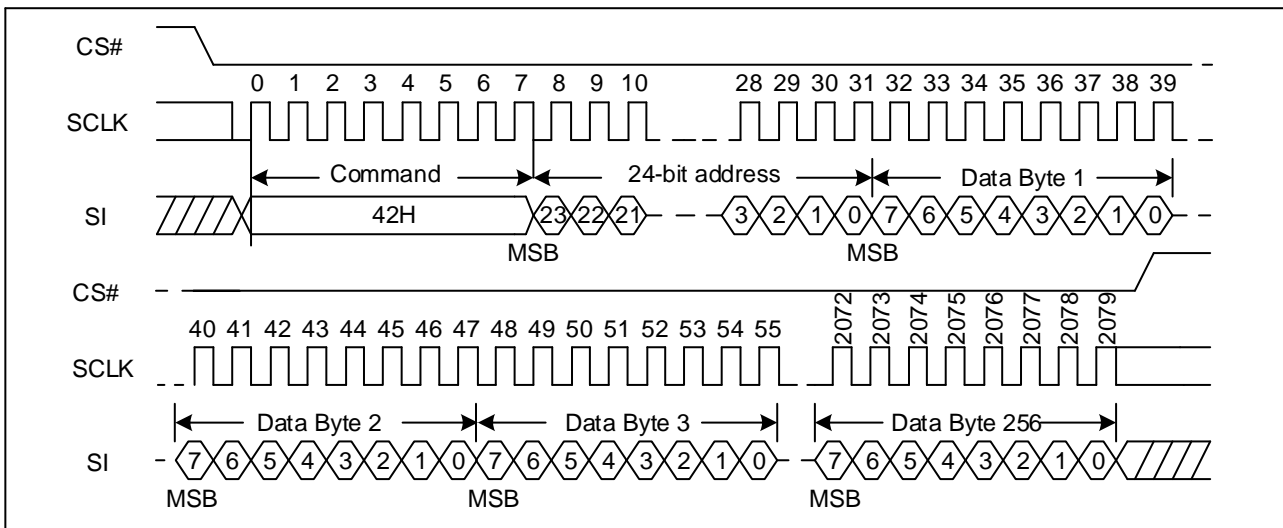 CS#
0 1 2 3 4 5 6 7 8 9 10 28 29 30 31 32 33 34 35 36 37 38 39
SCLK
Command 24-bit address Data Byte 1
SI 42H 23 22 21 3 2 1 0 7 6 5 4 3 2 1 0
MSB MSB
CS#
40 41 42 43 44 45 46 47 48 49 50 51 52 53 54 55 2072 2073 2074 2075 2076 2077 2078 2079
SCLK
Data Byte 2 Data Byte 3 Data Byte 256
SI 7 6 5 4 3 2 1 0 7 6 5 4 3 2 1 0 7 6 5 4 3 2 1 0
MSB MSB MSB